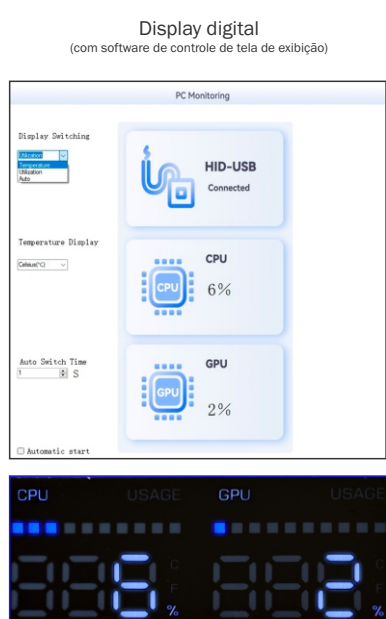 Display digital
(com software de controle de tela de exibição)
PC Monitoring
Display Switching
Utilization
Temperature
Utilization
Auto
HID-USB
Connected
Temperature Display
Celsius(°C)
CPU
CPU
6%
Auto Switch Time
1 S
GPU
GPU
2%
Automatic start
CPU USAGE GPU USAGE
C C
F F
6 % 2 %